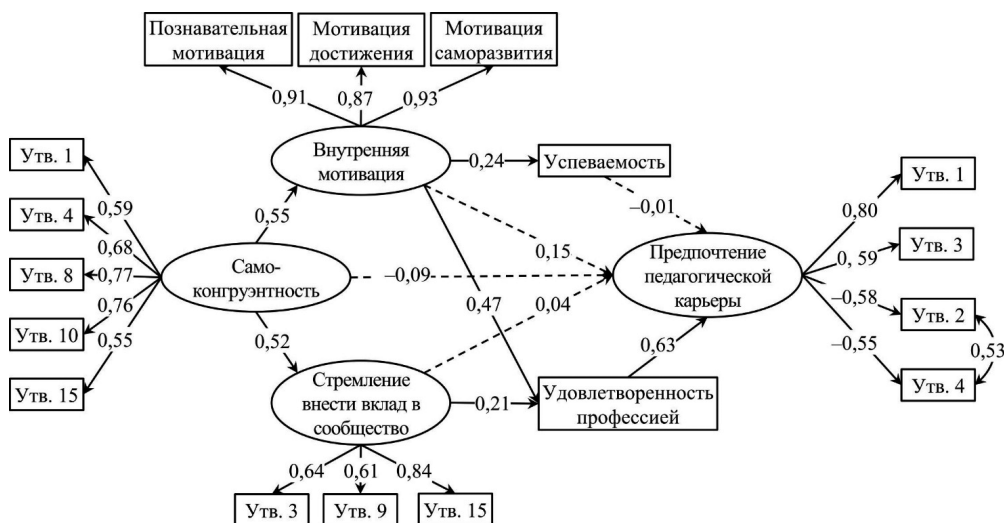 Познавательная
мотивация
Мотивация
достижения
Мотивация
саморазвития
0,91
0,87
0,93
Утв. 1
Утв. 4
Утв. 8
Утв. 10
Утв. 15
0,59
0,68
0,77
0,76
0,55
Внутренняя
мотивация
0,24
Успеваемость
0,55
–0,01
0,15
Само-
конгруэнтность
–0,09
0,04
0,47
Предпочтение
педагогической
карьеры
0,52
0,63
Стремление
внести вклад в
сообщество
0,21
Удовлетворенность
профессией
0,64
0,61
0,84
Утв. 3
Утв. 9
Утв. 15
0,80
0, 59
–0,58
–0,55
Утв. 1
Утв. 3
Утв. 2
Утв. 4
0,53